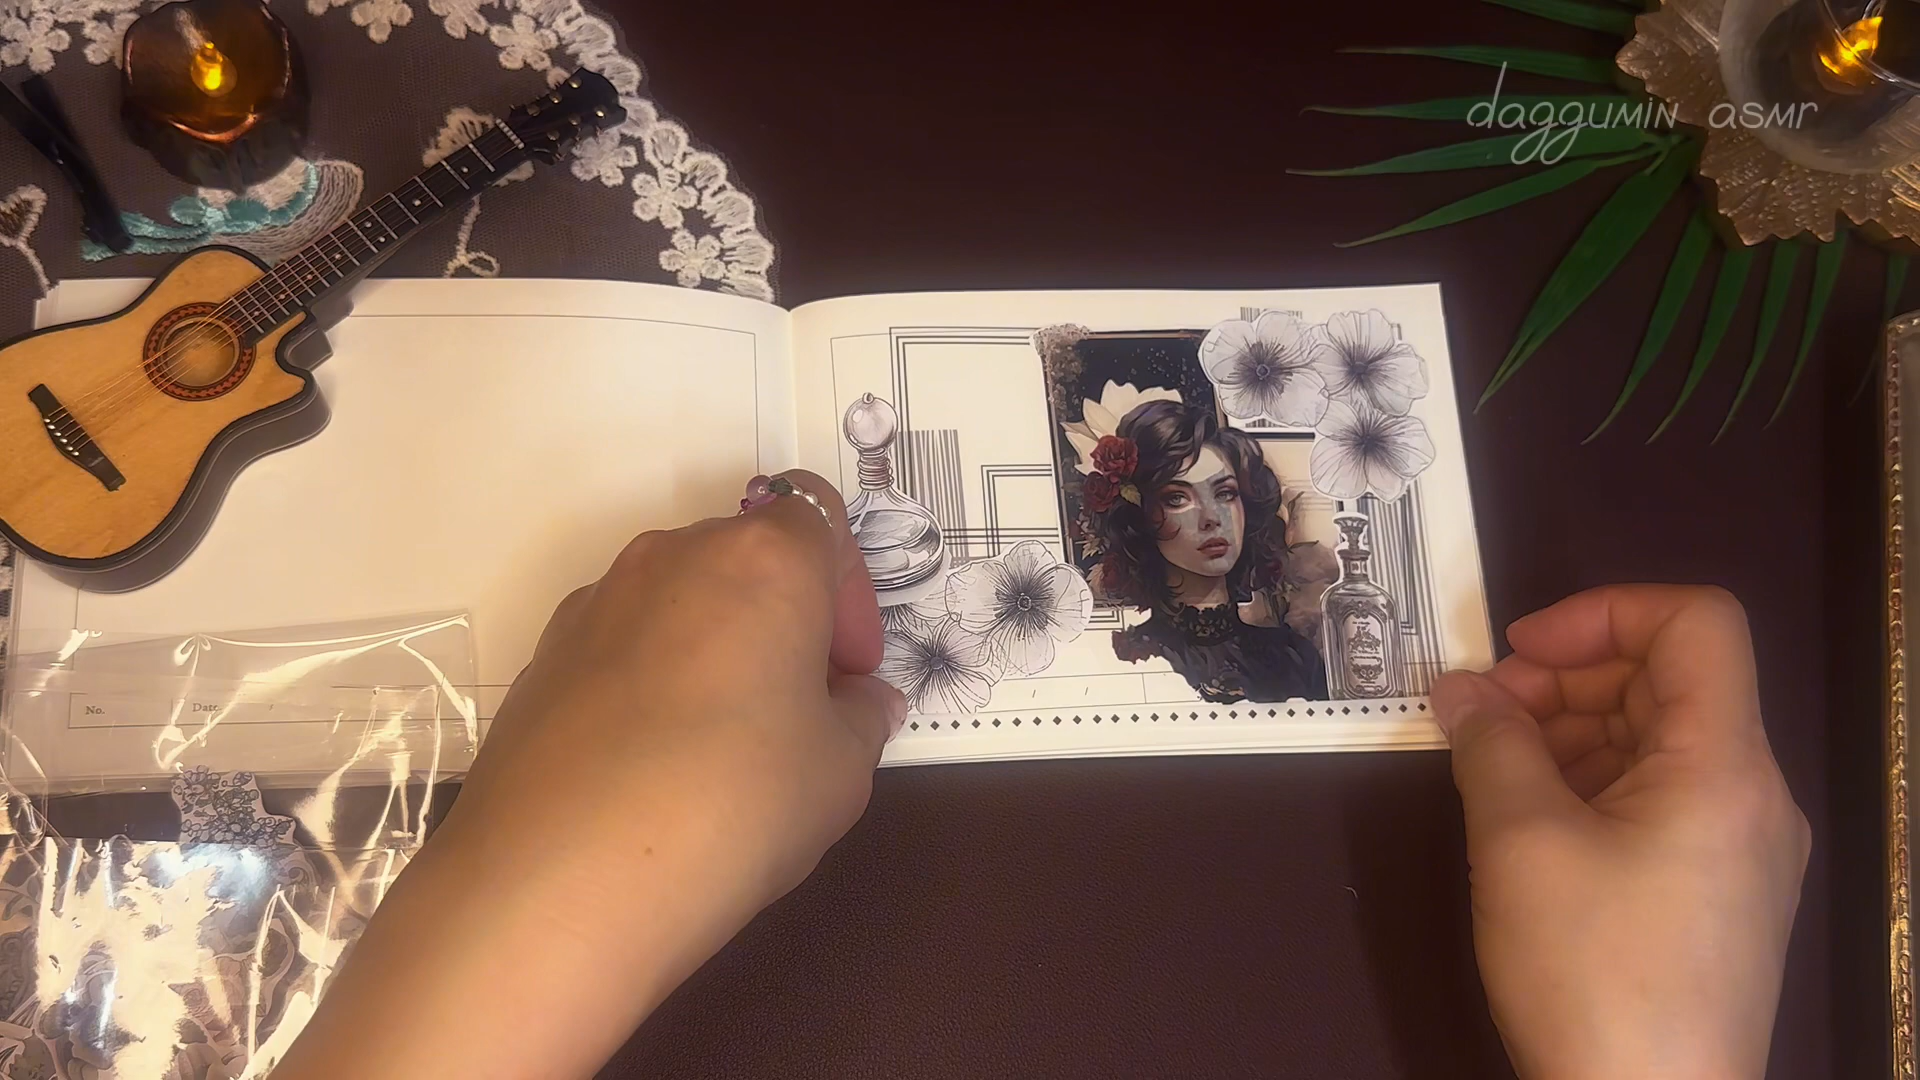 daggumin asmr
No.
Date.
/
/ /